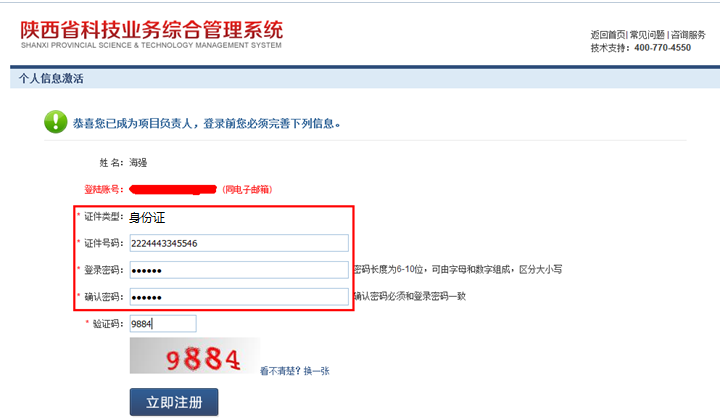 陕西省科技业务综合管理系统
SHANXI PROVINCIAL SCIENCE & TECHNOLOGY MANAGEMENT SYSTEM
返回首页| 常见问题 | 咨询服务
技术支持：400-770-4550
个人信息激活
恭喜您已成为项目负责人，登录前您必须完善下列信息。
姓 名：海强
登陆账号：（同电子邮箱）
* 证件类型：身份证
* 证件号码：2224443345546
* 登录密码：●●●●●● 密码长度为6-10位，可由字母和数字组成，区分大小写
* 确认密码：●●●●●● 确认密码必须和登录密码一致
* 验证码：9884
9884 看不清楚？换一张
立即注册